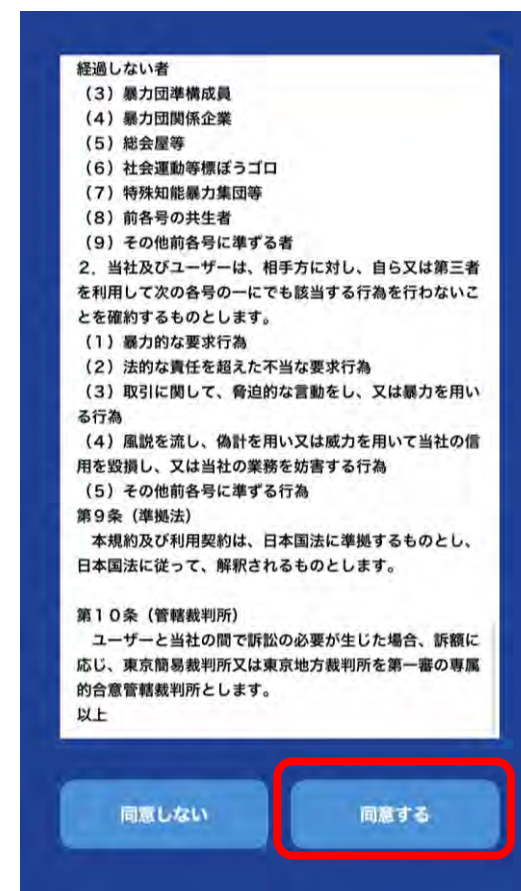 経過しない者
（3）暴力団準構成員
（4）暴力団関係企業
（5）総会屋等
（6）社会運動等標ぼうゴロ
（7）特殊知能暴力集団等
（8）前各号の共生者
（9）その他前各号に準ずる者
2．当社及びユーザーは、相手方に対し、自ら又は第三者
を利用して次の各号の一にでも該当する行為を行わないこ
とを確約するものとします。
（1）暴力的な要求行為
（2）法的な責任を超えた不当な要求行為
（3）取引に関して、脅迫的な言動をし、又は暴力を用い
る行為
（4）風説を流し、偽計を用い又は威力を用いて当社の信
用を毀損し、又は当社の業務を妨害する行為
（5）その他前各号に準ずる行為
第9条（準拠法）
　本規約及び利用契約は、日本国法に準拠するものとし、
日本国法に従って、解釈されるものとします。

第１０条（管轄裁判所）
　ユーザーと当社の間で訴訟の必要が生じた場合、訴額に
応じ、東京簡易裁判所又は東京地方裁判所を第一審の専属
的合意管轄裁判所とします。
以上
同意しない
同意する